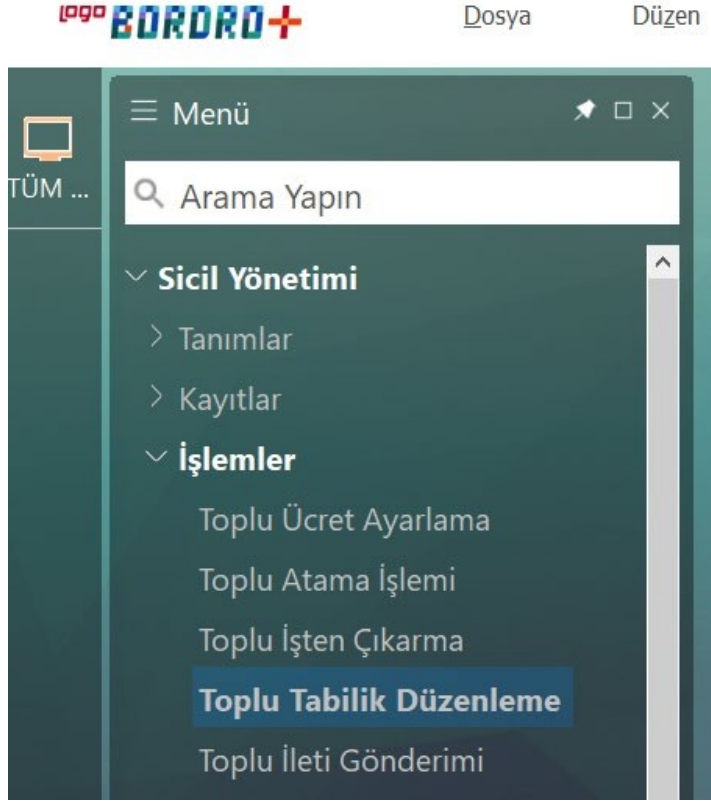 logo BORDRO+ Dosya Düzen
Menü
TÜM ...
Arama Yapın
Sicil Yönetimi
Tanımlar
Kayıtlar
İşlemler
Toplu Ücret Ayarlama
Toplu Atama İşlemi
Toplu İşten Çıkarma
Toplu Tabilik Düzenleme
Toplu İleti Gönderimi